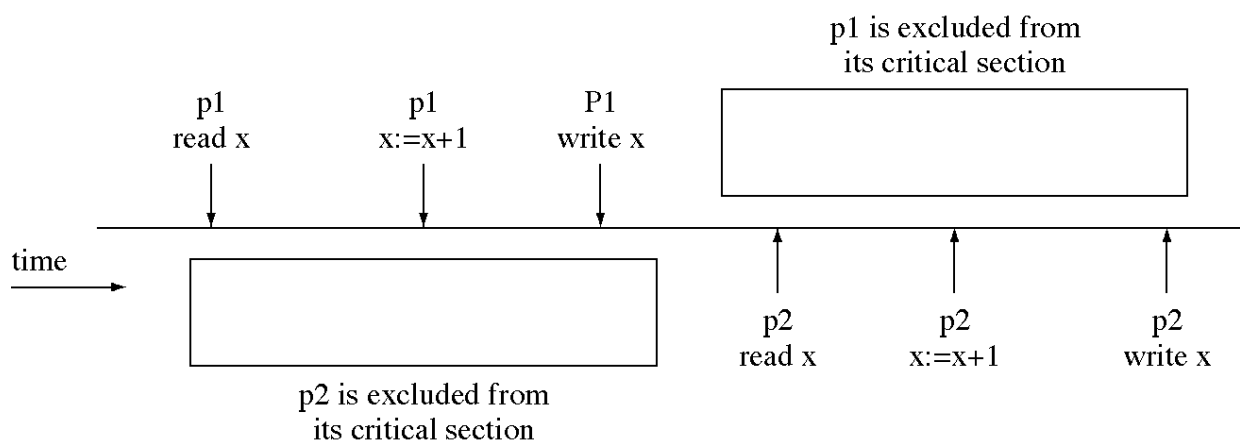 p1 is excluded from
its critical section
p1
read x
p1
x:=x+1
P1
write x
time
p2
read x
p2
x:=x+1
p2
write x
p2 is excluded from
its critical section